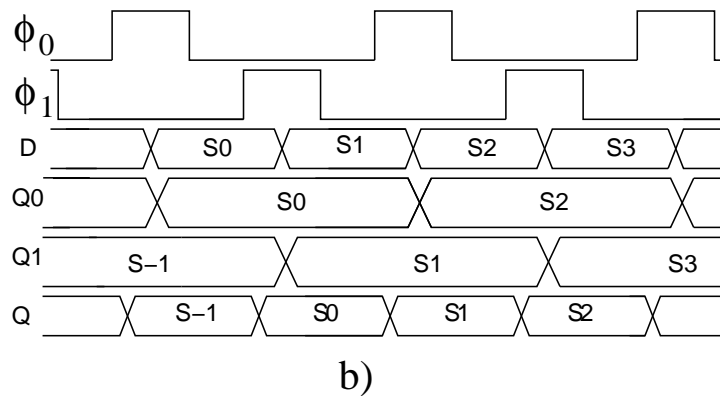 ϕ0
ϕ1
D S0 S1 S2 S3
Q0 S0 S2
Q1 S−1 S1 S3
Q S−1 S0 S1 S2
b)